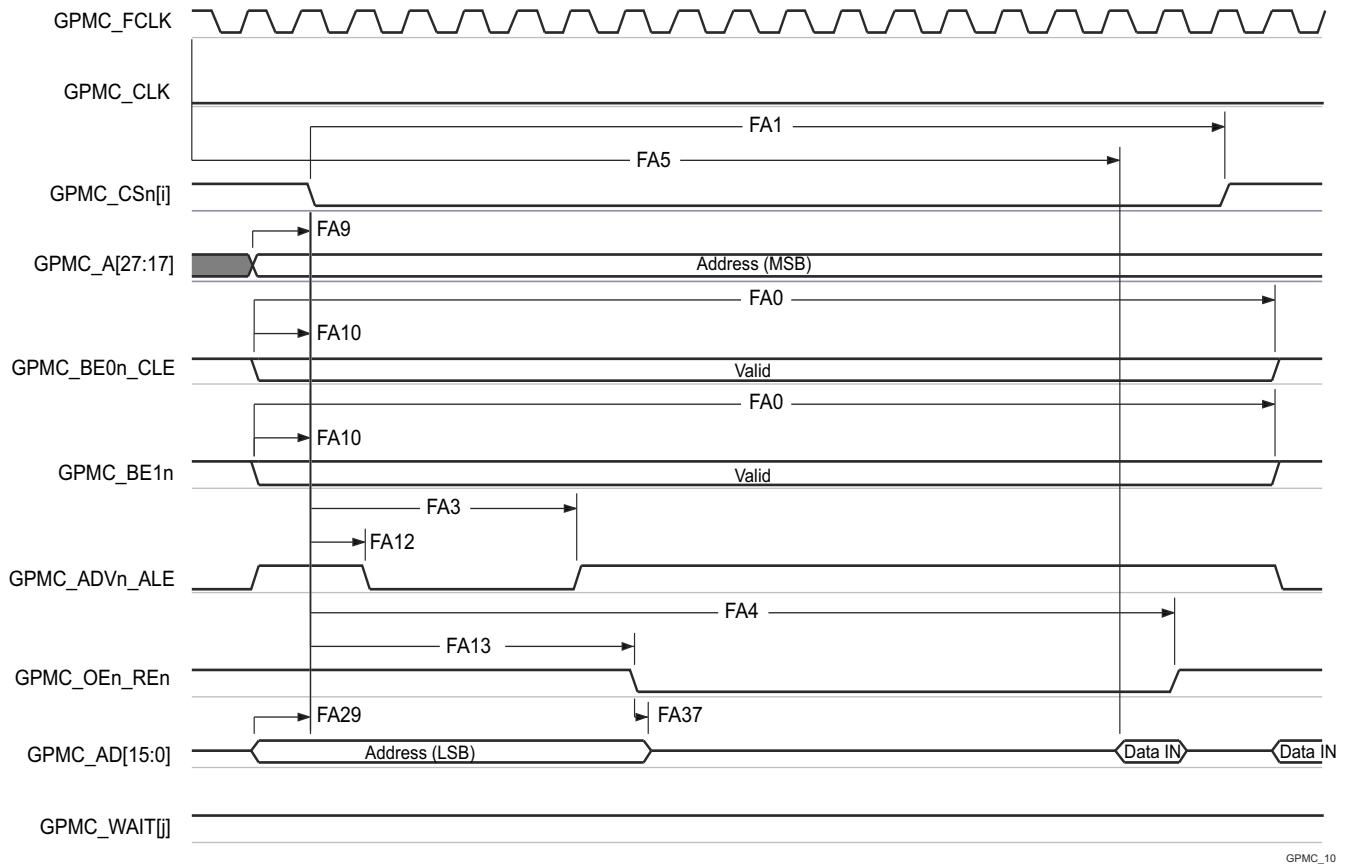 GPMC_FCLK
GPMC_CLK
FA1
FA5
GPMC_CSn[i]
FA9
GPMC_A[27:17]
Address (MSB)
FA0
FA10
GPMC_BE0n_CLE
Valid
FA0
FA10
GPMC_BE1n
Valid
FA3
FA12
GPMC_ADVn_ALE
FA4
FA13
GPMC_OEn_REn
FA29
FA37
GPMC_AD[15:0]
Address (LSB)
Data IN
Data IN
GPMC_WAIT[j]
GPMC_10